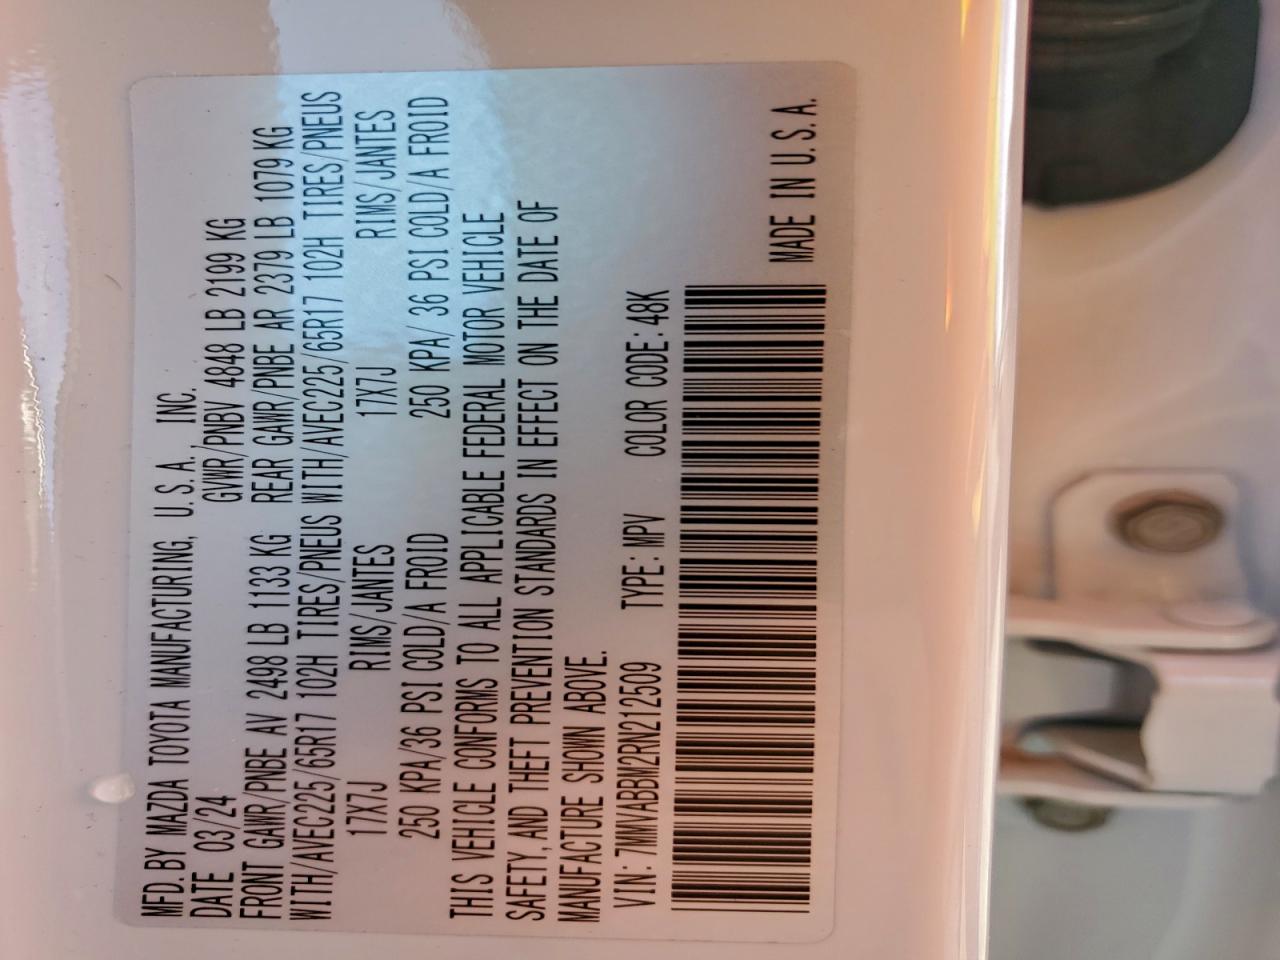 MFD. BY MAZDA TOYOTA MANUFACTURING, U.S.A., INC.
DATE 03/24 GVWR/PNBV 4848 LB 2199 KG
FRONT GAWR/PNBE AV 2498 LB 1133 KG REAR GAWR/PNBE AR 2379 LB 1079 KG
WITH/AVEC225/65R17 102H TIRES/PNEUS WITH/AVEC225/65R17 102H TIRES/PNEUS
17X7J RIMS/JANTES 17X7J RIMS/JANTES
250 KPA/36 PSI COLD/A FROID 250 KPA/ 36 PSI COLD/A FROID
THIS VEHICLE CONFORMS TO ALL APPLICABLE FEDERAL MOTOR VEHICLE
SAFETY, AND THEFT PREVENTION STANDARDS IN EFFECT ON THE DATE OF
MANUFACTURE SHOWN ABOVE.
VIN: 7MMVABBM2RN212509 TYPE: MPV COLOR CODE: 48K
MADE IN U.S.A.